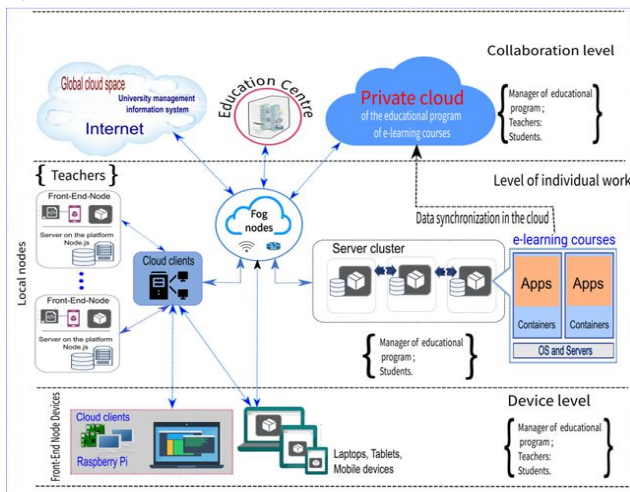 Collaboration level
Global cloud space
University management
information system
Internet
Education Centre
Private cloud
of the educational program
of e-learning courses
Manager of educational
program ;
Teachers:
Students.
Level of individual work
{ Teachers }
Front-End-Node
Server on the platform
Node.js
Front-End-Node
Server on the platform
Node.js
Local nodes
Cloud clients
Fog
nodes
Data synchronization in the cloud
Server cluster
e-learning courses
Apps
Apps
Containers
Containers
OS and Servers
Manager of educational
program ;
Students.
Device level
Front-End Node Devices
Cloud clients
Raspberry Pi
Laptops, Tablets,
Mobile devices
Manager of educational
program ;
Teachers:
Students.